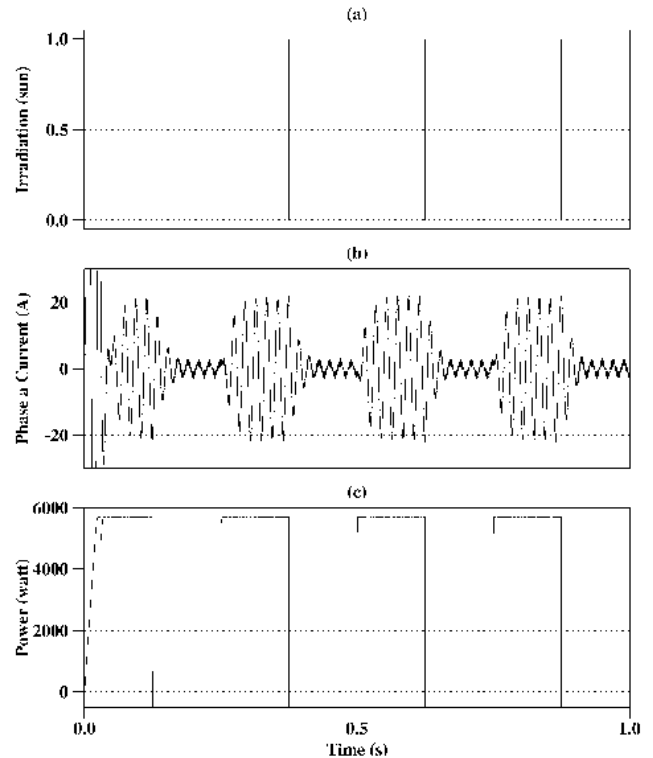 (a)
1.0
0.5
0.0
Irradiation (sun)
(b)
20
0
-20
Phase a Current (A)
(c)
6000
4000
2000
0
Power (watt)
0.0 0.5 1.0
Time (s)